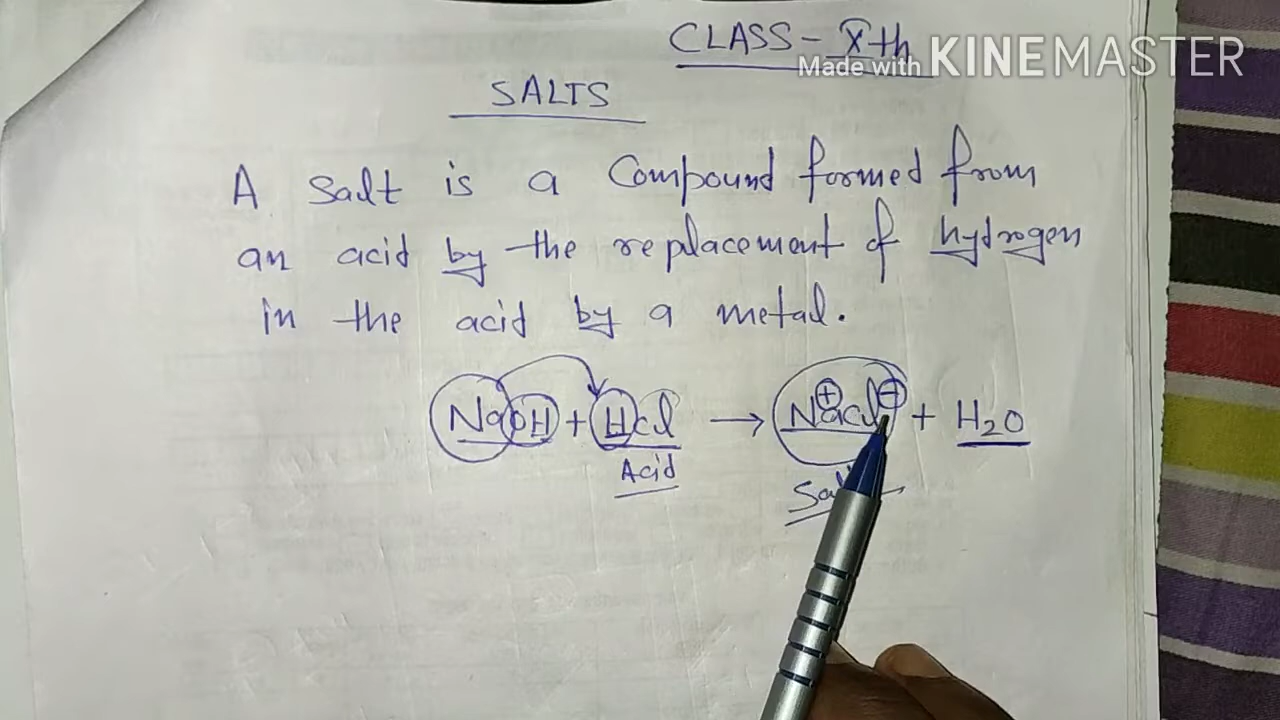 CLASS - Xth
Made with KINEMASTER
SALTS
A salt is a Compound formed from
an acid by the replacement of hydrogen
in the acid by a metal.
NaOH + Hcl → Nacl + H2O
+ -
Acid